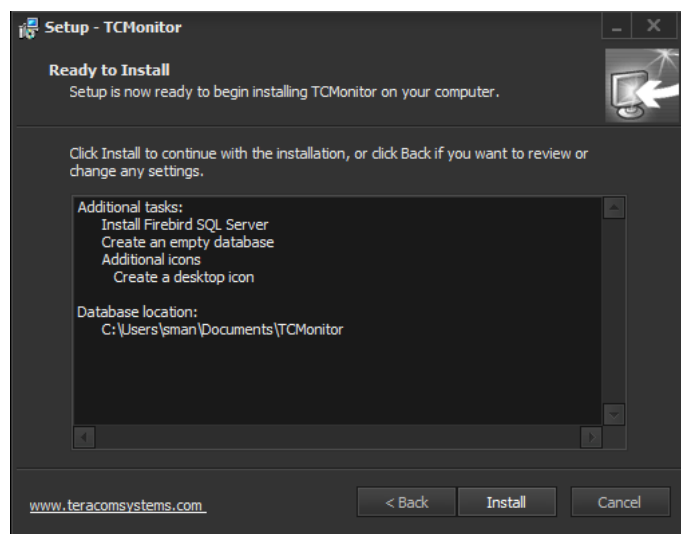 Setup - TCMonitor
Ready to Install
Setup is now ready to begin installing TCMonitor on your computer.
Click Install to continue with the installation, or click Back if you want to review or
change any settings.
Additional tasks:
Install Firebird SQL Server
Create an empty database
Additional icons
Create a desktop icon
Database location:
C:\Users\sman\Documents\TCMonitor
www.teracomsystems.com
< Back
Install
Cancel